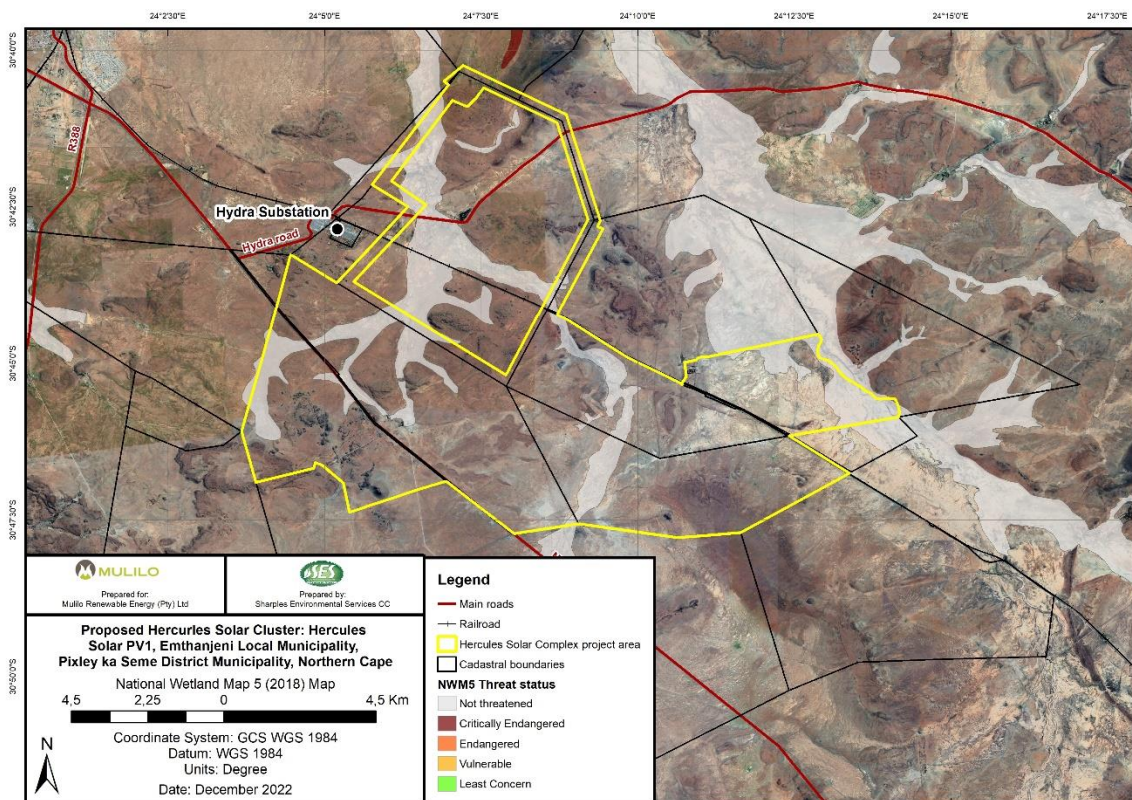 24°2'30"E 24°5'0"E 24°7'30"E 24°10'0"E 24°12'30"E 24°15'0"E 24°17'30"E
30°40'0"S
30°42'30"S
30°45'0"S
30°47'30"S
30°50'0"S
R388
Hydra Substation
Hydra road
MULILO
Prepared for:
Mulilo Renewable Energy (Pty) Ltd
SES
Prepared by:
Sharples Environmental Services CC
Proposed Hercurles Solar Cluster: Hercules
Solar PV1, Emthanjeni Local Municipality,
Pixley ka Seme District Municipality, Northern Cape
National Wetland Map 5 (2018) Map
4,5 2,25 0 4,5 Km
N
Coordinate System: GCS WGS 1984
Datum: WGS 1984
Units: Degree
Date: December 2022
Legend
Main roads
Railroad
Hercules Solar Complex project area
Cadastral boundaries
NWM5 Threat status
Not threatened
Critically Endangered
Endangered
Vulnerable
Least Concern